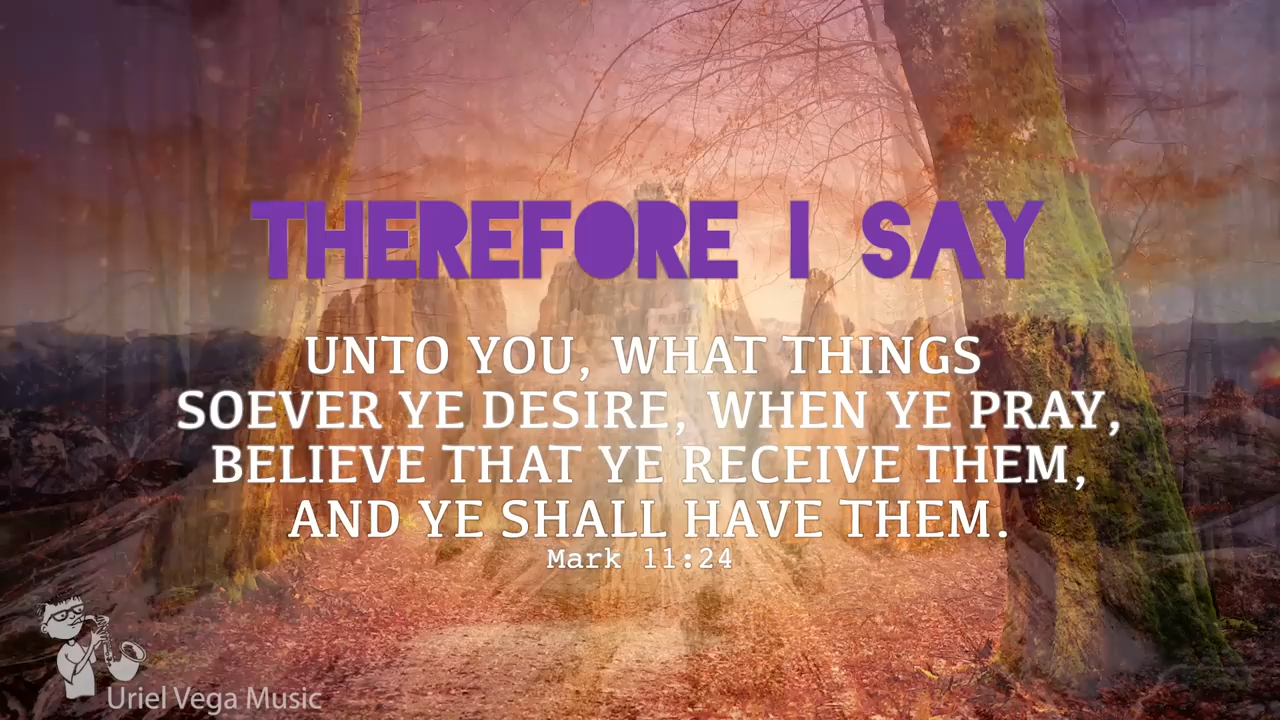 THEREFORE I SAY
UNTO YOU, WHAT THINGS
SOEVER YE DESIRE, WHEN YE PRAY,
BELIEVE THAT YE RECEIVE THEM,
AND YE SHALL HAVE THEM.
Mark 11:24
Uriel Vega Music